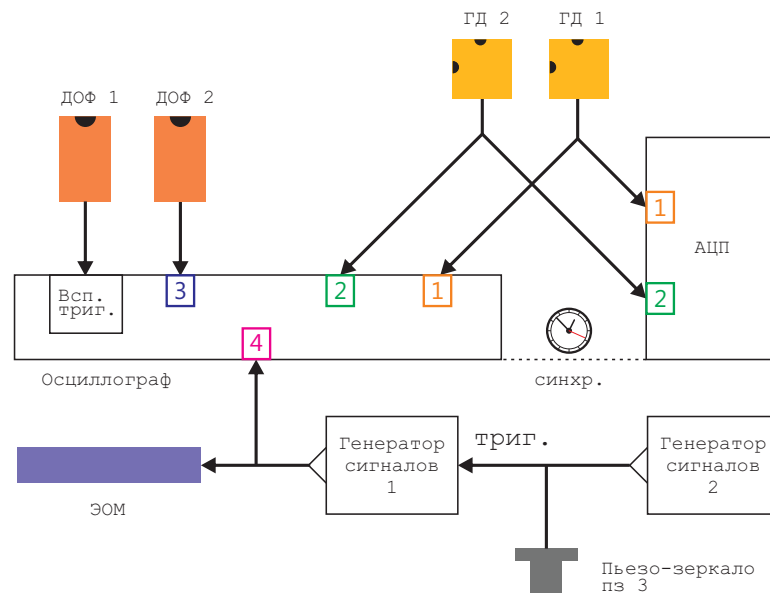 ГД 2
ГД 1
ДОФ 1
ДОФ 2
1
АЦП
2
Всп.
триг.
3
2
1
4
Осциллограф
синхр.
Генератор
сигналов
1
триг.
Генератор
сигналов
2
ЭОМ
Пьезо-зеркало
пз 3